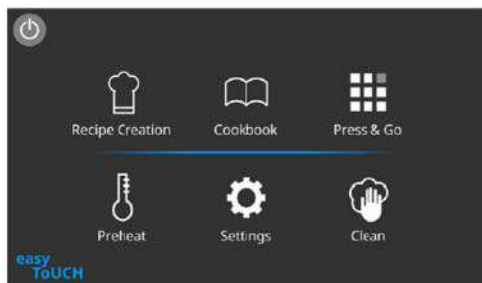 Recipe Creation
Cookbook
Press & Go
Preheat
Settings
Clean
easy
ToUCH